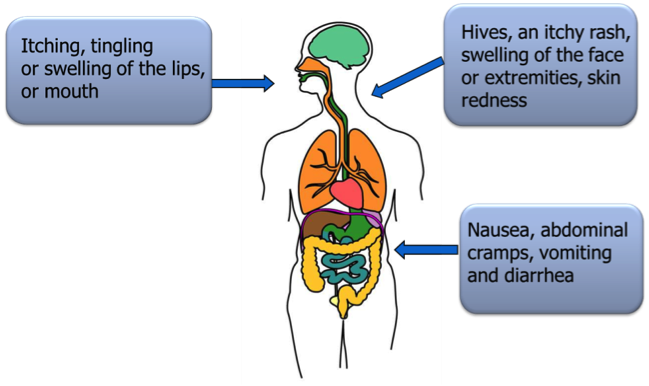 Itching, tingling
or swelling of the lips,
or mouth
Hives, an itchy rash,
swelling of the face
or extremities, skin
redness
Nausea, abdominal
cramps, vomiting
and diarrhea